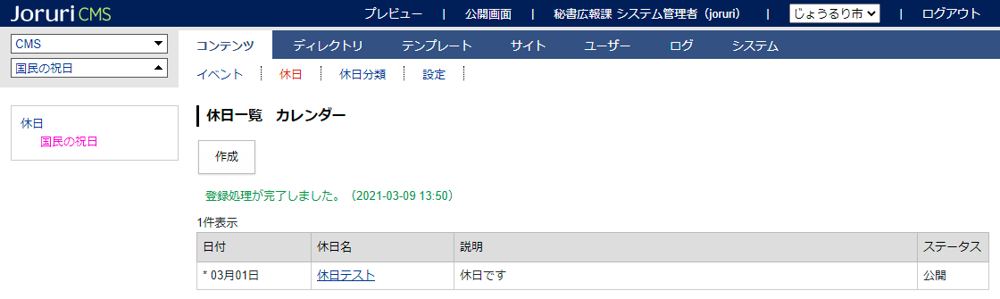 Joruri CMS プレビュー | 公開画面 | 秘書広報課 システム管理者（joruri） | じょうるり市 | ログアウト
CMS
国民の祝日
コンテンツ ディレクトリ テンプレート サイト ユーザー ログ システム
イベント 休日 休日分類 設定
休日
国民の祝日
休日一覧　カレンダー
作成
登録処理が完了しました。（2021-03-09 13:50）
1件表示
日付 休日名 説明 ステータス
* 03月01日 休日テスト 休日です 公開